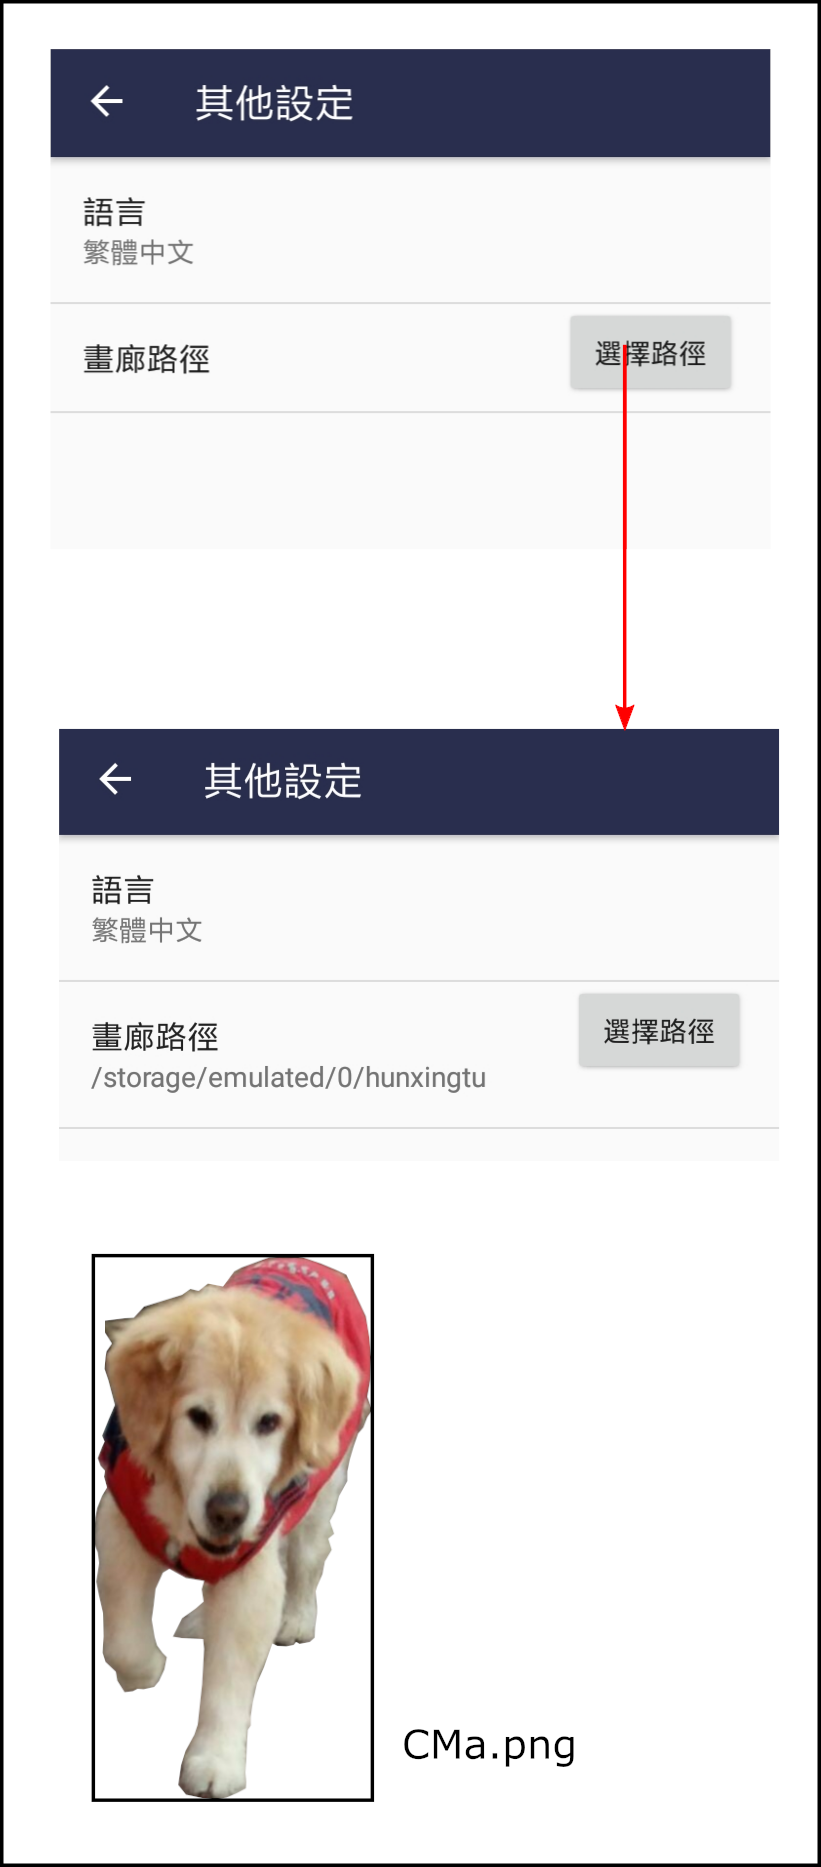 其他設定
語言
繁體中文
畫廊路徑
選擇路徑
其他設定
語言
繁體中文
畫廊路徑
選擇路徑
/storage/emulated/0/hunxingtu
CMa.png